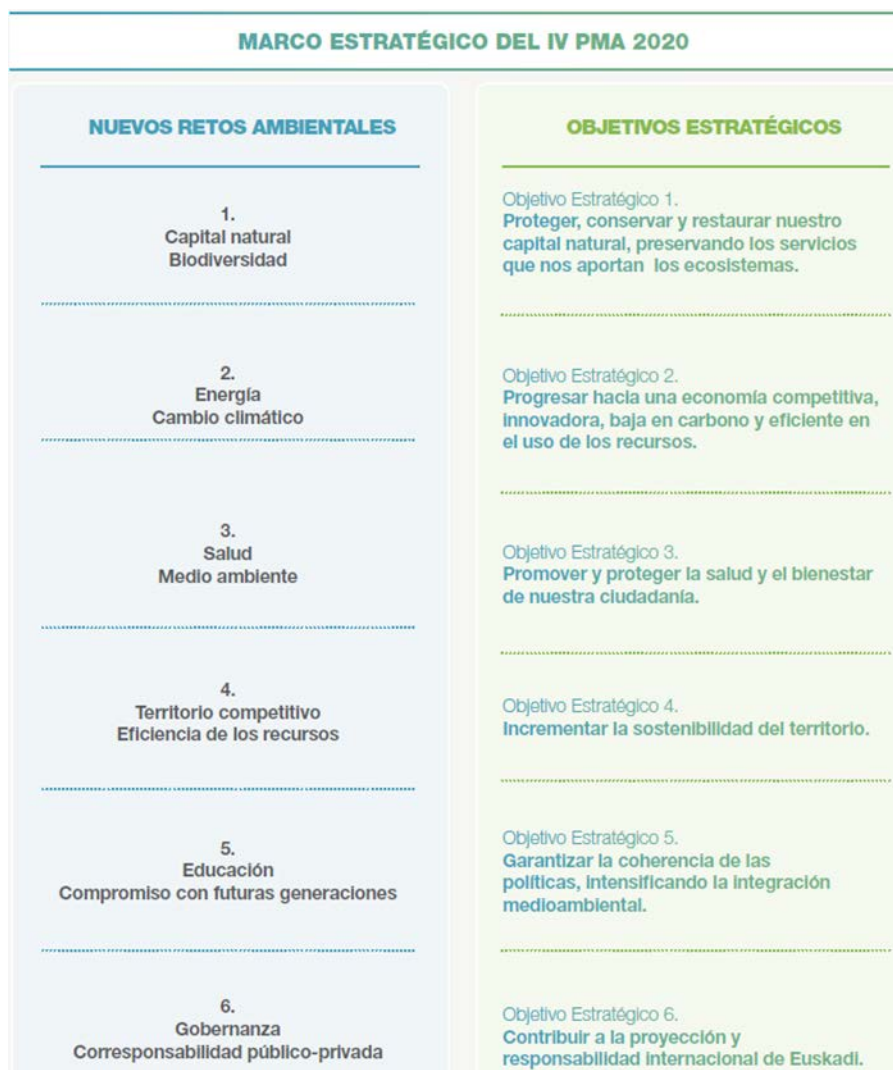 MARCO ESTRATÉGICO DEL IV PMA 2020
NUEVOS RETOS AMBIENTALES
1.
Capital natural
Biodiversidad
2.
Energía
Cambio climático
3.
Salud
Medio ambiente
4.
Territorio competitivo
Eficiencia de los recursos
5.
Educación
Compromiso con futuras generaciones
6.
Gobernanza
Corresponsabilidad público-privada
OBJETIVOS ESTRATÉGICOS
Objetivo Estratégico 1.
Proteger, conservar y restaurar nuestro
capital natural, preservando los servicios
que nos aportan los ecosistemas.
Objetivo Estratégico 2.
Progresar hacia una economía competitiva,
innovadora, baja en carbono y eficiente en
el uso de los recursos.
Objetivo Estratégico 3.
Promover y proteger la salud y el bienestar
de nuestra ciudadanía.
Objetivo Estratégico 4.
Incrementar la sostenibilidad del territorio.
Objetivo Estratégico 5.
Garantizar la coherencia de las
políticas, intensificando la integración
medioambiental.
Objetivo Estratégico 6.
Contribuir a la proyección y
responsabilidad internacional de Euskadi.